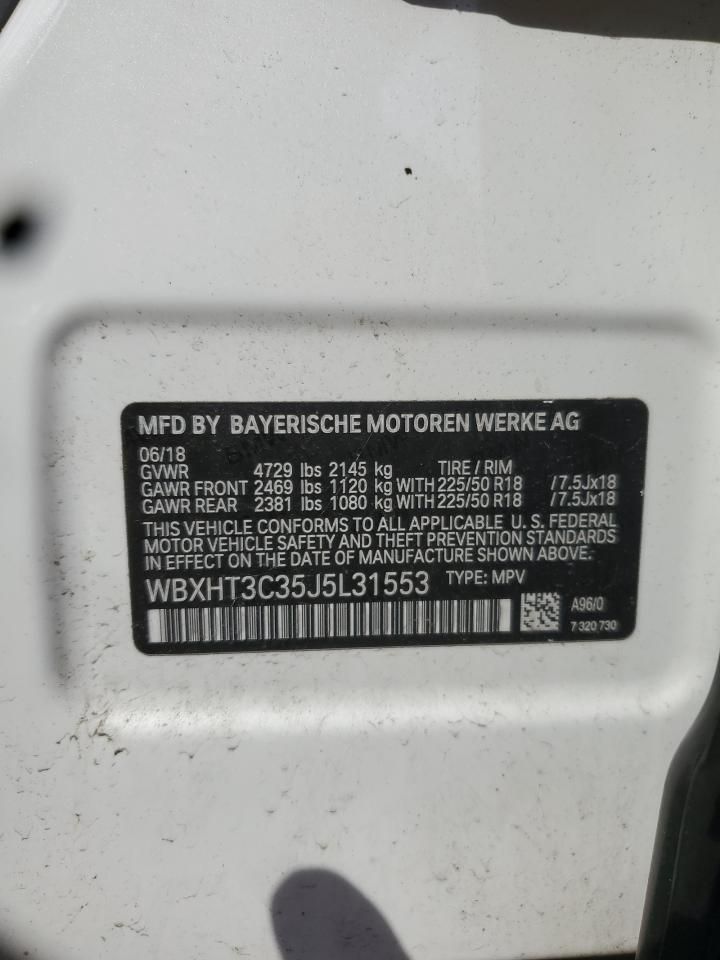 MFD BY BAYERISCHE MOTOREN WERKE AG
06/18
GVWR 4729 lbs 2145 kg TIRE / RIM
GAWR FRONT 2469 lbs 1120 kg WITH 225/50 R18 /7.5Jx18
GAWR REAR 2381 lbs 1080 kg WITH 225/50 R18 /7.5Jx18
THIS VEHICLE CONFORMS TO ALL APPLICABLE U. S. FEDERAL
MOTOR VEHICLE SAFETY AND THEFT PREVENTION STANDARDS
IN EFFECT ON THE DATE OF MANUFACTURE SHOWN ABOVE.
WBXHT3C35J5L31553 TYPE: MPV
A96/0
7 320 730